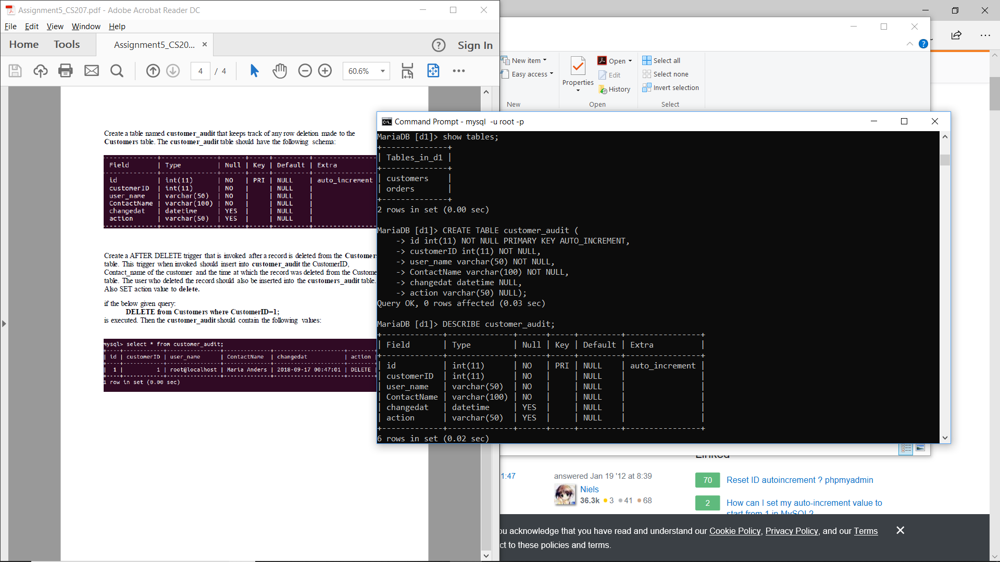 Assignment5_CS207.pdf - Adobe Acrobat Reader DC
File Edit View Window Help
Home Tools Assignment5_CS20... × ? Sign In
4 / 4 60.6%
Create a table named customer_audit that keeps track of any row deletion made to the
Customers table. The customer_audit table should have the following schema:
Field | Type | Null | Key | Default | Extra
id | int(11) | NO | PRI | NULL | auto_increment
customerID | int(11) | NO | | NULL |
user_name | varchar(50) | NO | | NULL |
ContactName | varchar(100) | NO | | NULL |
changedat | datetime | YES | | NULL |
action | varchar(50) | YES | | NULL |
Create a AFTER DELETE trigger that is invoked after a record is deleted from the Customer
table. This trigger when invoked should insert into customer_audit the CustomerID,
Contact_name of the customer and the time at which the record was deleted from the Custome
table. The user who deleted the record should also be inserted into the customers_audit table.
Also SET action value to delete.
if the below given query:
DELETE from Customers where CustomerID=1;
is executed. Then the customer_audit should contain the following values:
mysql> select * from customer_audit;
| id | customerID | user_name | ContactName | changedat | action |
| 1 | 1 | root@localhost | Maria Anders | 2018-09-17 00:47:01 | DELETE |
1 row in set (0.00 sec)
New item
Easy access
New
Properties
Open
Edit
History
Open
Select all
Select none
Invert selection
Select
Command Prompt - mysql -u root -p
MariaDB [d1]> show tables;
+--------------+
| Tables_in_d1 |
+--------------+
| customers |
| orders |
+--------------+
2 rows in set (0.00 sec)
MariaDB [d1]> CREATE TABLE customer_audit (
-> id int(11) NOT NULL PRIMARY KEY AUTO_INCREMENT,
-> customerID int(11) NOT NULL,
-> user_name varchar(50) NOT NULL,
-> ContactName varchar(100) NOT NULL,
-> changedat datetime NULL,
-> action varchar(50) NULL);
Query OK, 0 rows affected (0.03 sec)
MariaDB [d1]> DESCRIBE customer_audit;
+-------------+--------------+------+-----+---------+----------------+
| Field | Type | Null | Key | Default | Extra |
+-------------+--------------+------+-----+---------+----------------+
| id | int(11) | NO | PRI | NULL | auto_increment |
| customerID | int(11) | NO | | NULL | |
| user_name | varchar(50) | NO | | NULL | |
| ContactName | varchar(100) | NO | | NULL | |
| changedat | datetime | YES | | NULL | |
| action | varchar(50) | YES | | NULL | |
+-------------+--------------+------+-----+---------+----------------+
6 rows in set (0.02 sec)
Linked
1:47
answered Jan 19 '12 at 8:39
Niels
36.3k 3 41 68
70 Reset ID autoincrement ? phpmyadmin
2 How can I set my auto-increment value to
start from 1 in MySQL?
ou acknowledge that you have read and understand our Cookie Policy, Privacy Policy, and our Terms
ct to these policies and terms.